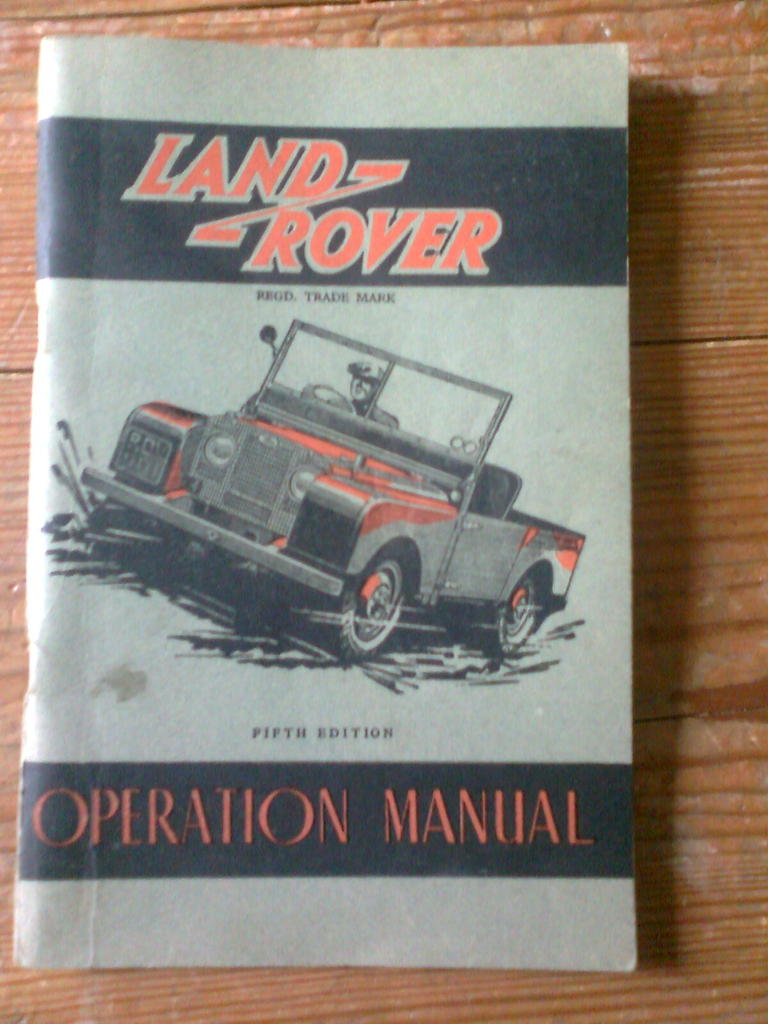 LAND
ROVER
REGD. TRADE MARK
FIFTH EDITION
OPERATION MANUAL